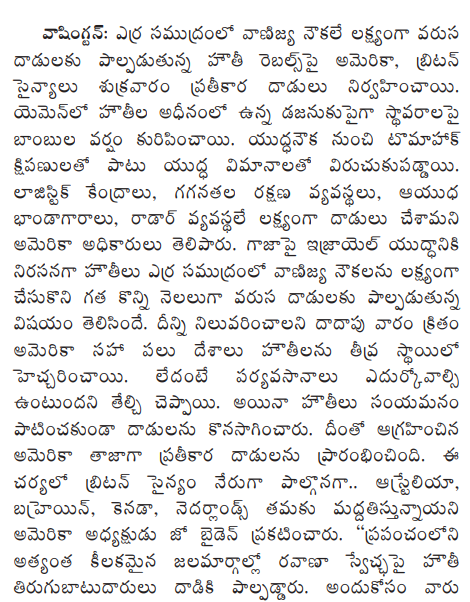 వాషింగ్టన్: ఎర్ర సముద్రంలో వాణిజ్య నౌకలే లక్ష్యంగా వరుస
దాడులకు పాల్పడుతున్న హౌతీ రెబల్స్‌పై అమెరికా, బ్రిటన్
సైన్యాలు శుక్రవారం ప్రతీకార దాడులు నిర్వహించాయి.
యెమెన్‌లో హౌతీల అధీనంలో ఉన్న డజనుకుపైగా స్థావరాలపై
బాంబుల వర్షం కురిపించాయి. యుద్ధనౌక నుంచి టొమాహాక్
క్షిపణులతో పాటు యుద్ధ విమానాలతో విరుచుకుపడ్డాయి.
లాజిస్టిక్ కేంద్రాలు, గగనతల రక్షణ వ్యవస్థలు, ఆయుధ
భాండాగారాలు, రాడార్ వ్యవస్థలే లక్ష్యంగా దాడులు చేశామని
అమెరికా అధికారులు తెలిపారు. గాజాపై ఇజ్రాయెల్ యుద్ధానికి
నిరసనగా హౌతీలు ఎర్ర సముద్రంలో వాణిజ్య నౌకలను లక్ష్యంగా
చేసుకొని గత కొన్ని నెలలుగా వరుస దాడులకు పాల్పడుతున్న
విషయం తెలిసిందే. దీన్ని నిలువరించాలని దాదాపు వారం క్రితం
అమెరికా సహా పలు దేశాలు హౌతీలను తీవ్ర స్థాయిలో
హెచ్చరించాయి. లేదంటే పర్యవసానాలు ఎదుర్కోవాల్సి
ఉంటుందని తేల్చి చెప్పాయి. అయినా హౌతీలు సంయమనం
పాటించకుండా దాడులను కొనసాగించారు. దీంతో ఆగ్రహించిన
అమెరికా తాజాగా ప్రతీకార దాడులను ప్రారంభించింది. ఈ
చర్యలో బ్రిటన్ సైన్యం నేరుగా పాల్గొనగా.. ఆస్ట్రేలియా,
బహ్రెయిన్, కెనడా, నెదర్లాండ్స్ తమకు మద్దతిస్తున్నాయని
అమెరికా అధ్యక్షుడు జో బైడెన్ ప్రకటించారు. “ప్రపంచంలోని
అత్యంత కీలకమైన జలమార్గాల్లో రవాణా స్వేచ్ఛపై హౌతీ
తిరుగుబాటుదారులు దాడికి పాల్పడ్డారు. అందుకోసం వారు